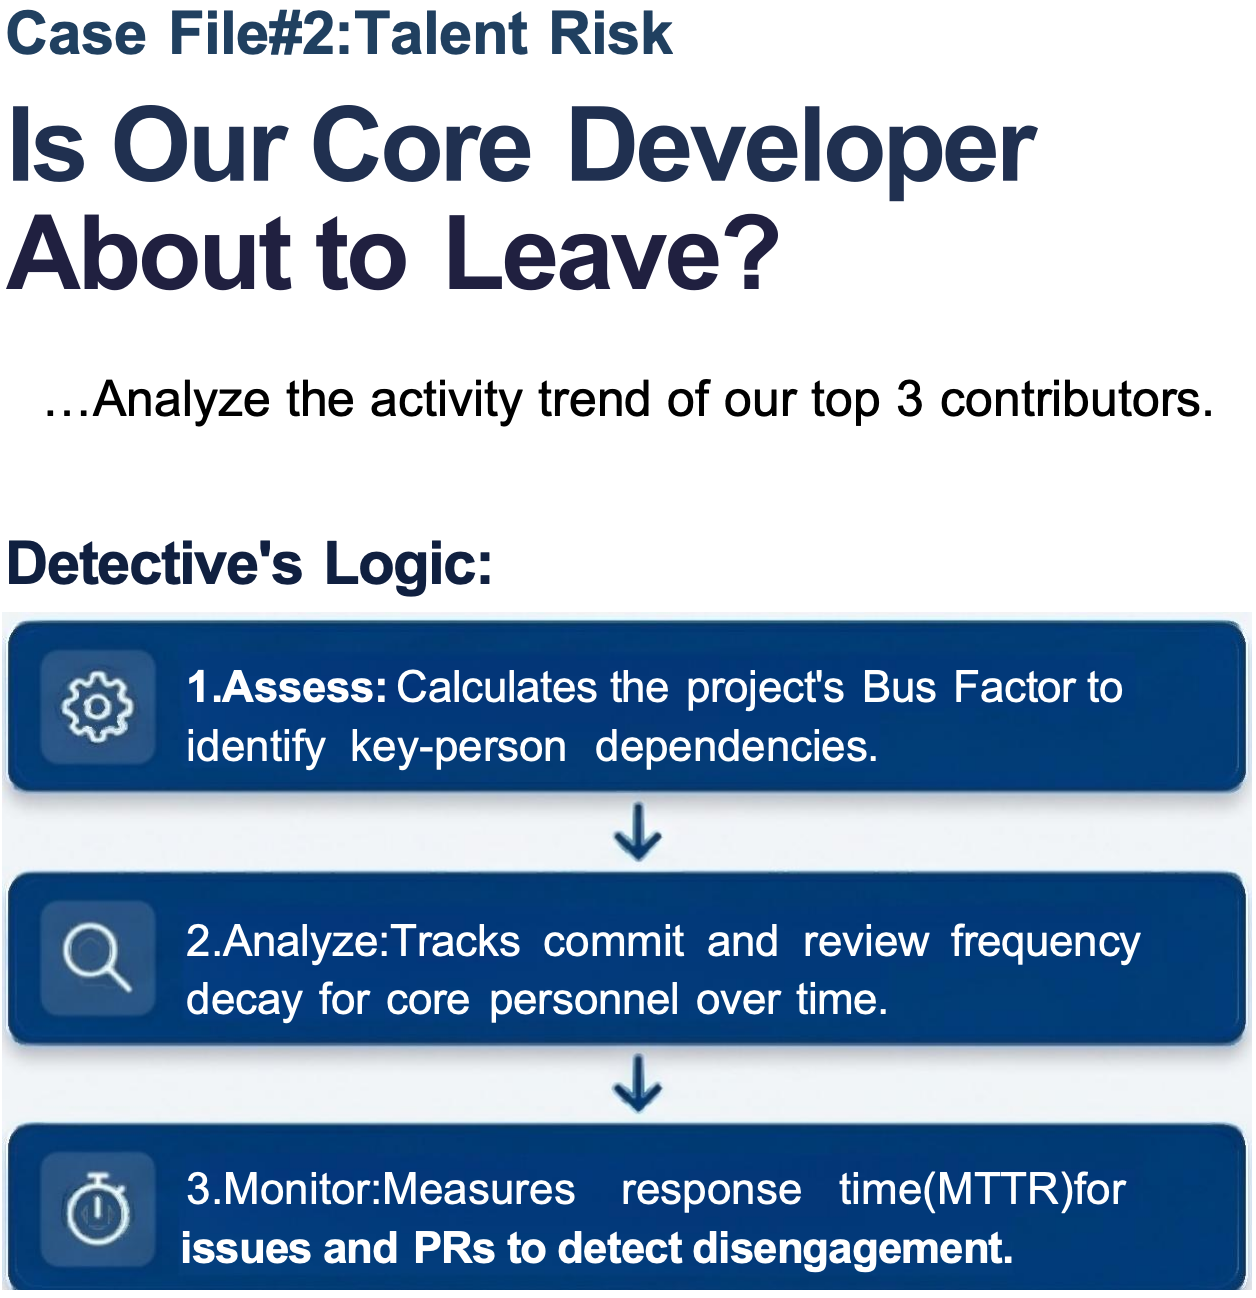 Case File#2:Talent Risk
Is Our Core Developer
About to Leave?
…Analyze the activity trend of our top 3 contributors.
Detective's Logic:
1.Assess: Calculates the project's Bus Factor to
identify key-person dependencies.
2.Analyze:Tracks commit and review frequency
decay for core personnel over time.
3.Monitor:Measures response time(MTTR)for
issues and PRs to detect disengagement.